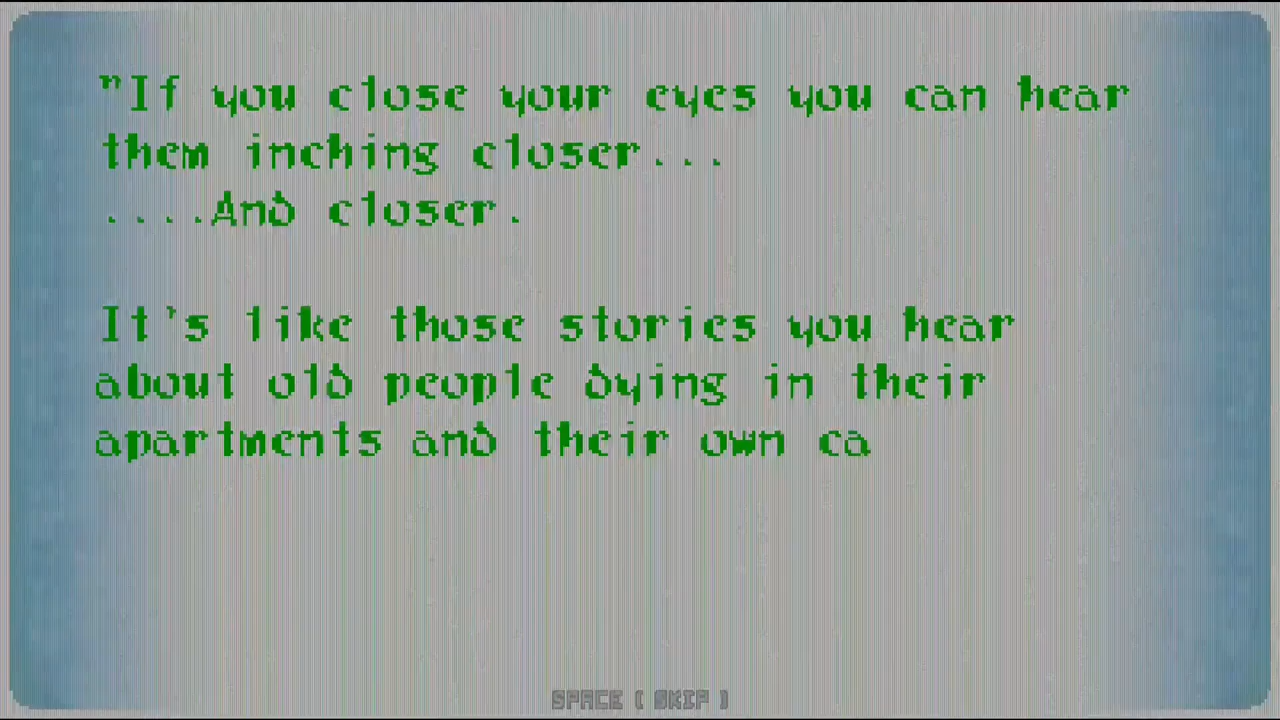 "If you close your eyes you can hear
them inching closer...
....And closer.
It's like those stories you hear
about old people dying in their
apartments and their own ca
SPACE ( SKIP )